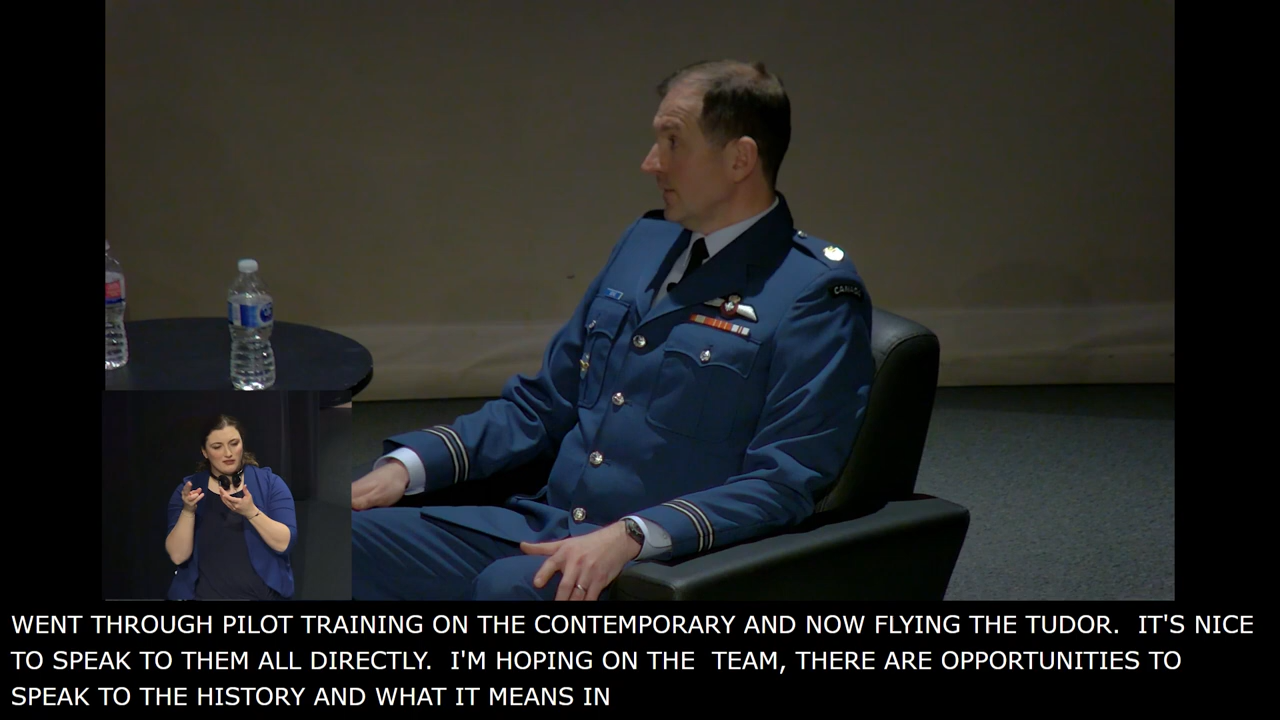 CANADA
WENT THROUGH PILOT TRAINING ON THE CONTEMPORARY AND NOW FLYING THE TUDOR.  IT'S NICE
TO SPEAK TO THEM ALL DIRECTLY.  I'M HOPING ON THE  TEAM, THERE ARE OPPORTUNITIES TO
SPEAK TO THE HISTORY AND WHAT IT MEANS IN